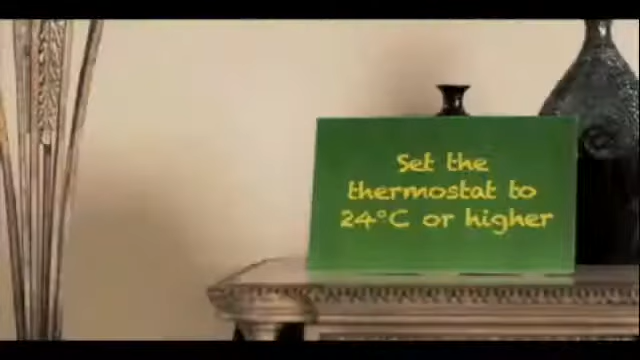 Set the
thermostat to
24°C or higher